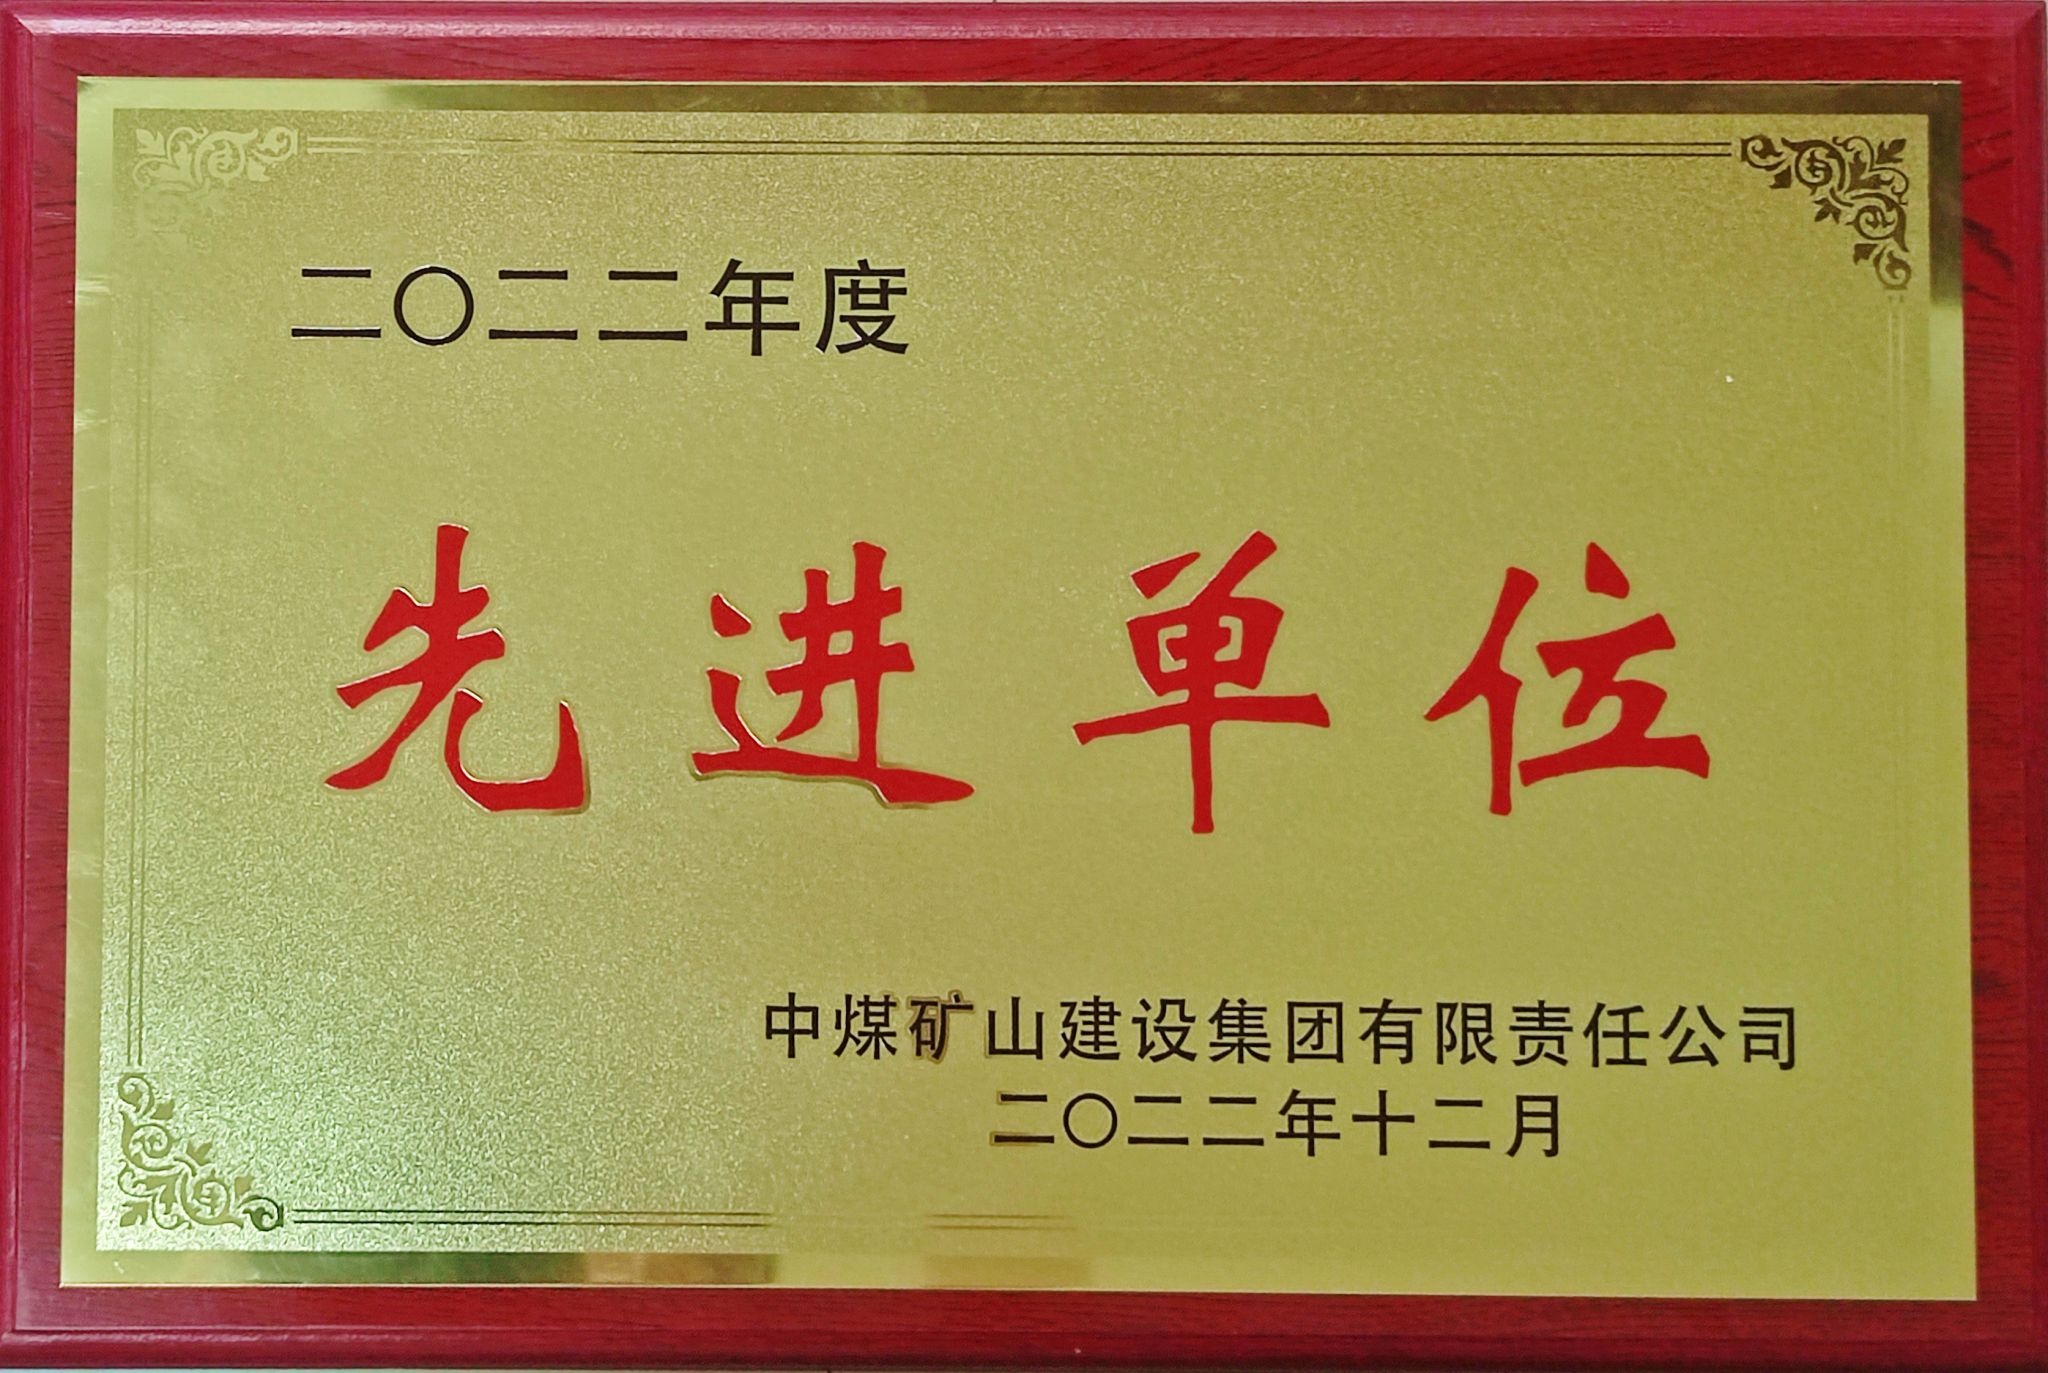 二〇二二年度
先进单位
中煤矿山建设集团有限责任公司
二〇二二年十二月